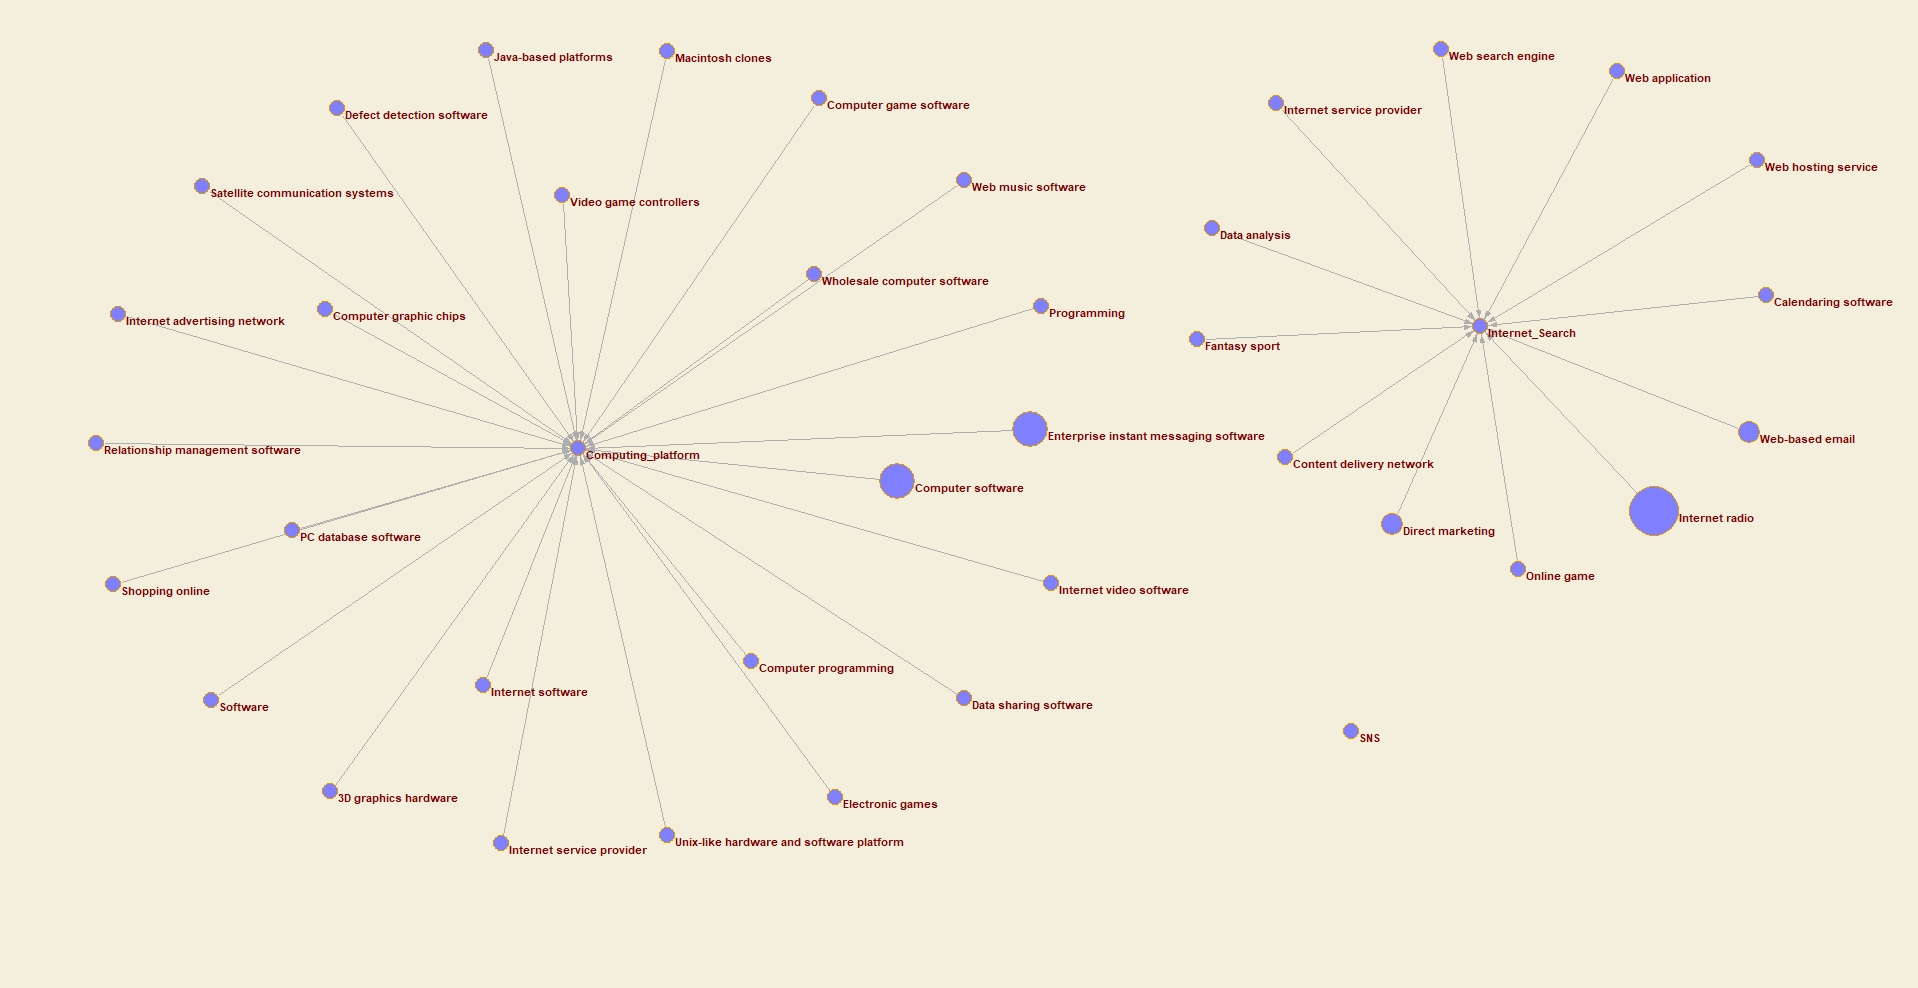 Web search engine
Java-based platforms
Macintosh clones
Web application
Computer game software
Internet service provider
Defect detection software
Web hosting service
Web music software
Satellite communication systems
Video game controllers
Data analysis
Wholesale computer software
Calendaring software
Programming
Computer graphic chips
Internet advertising network
Internet_Search
Fantasy sport
Enterprise instant messaging software
Web-based email
Relationship management software
Computing_platform
Content delivery network
Computer software
Internet radio
Direct marketing
PC database software
Online game
Internet video software
Shopping online
Computer programming
Internet software
Data sharing software
Software
SNS
3D graphics hardware
Electronic games
Unix-like hardware and software platform
Internet service provider